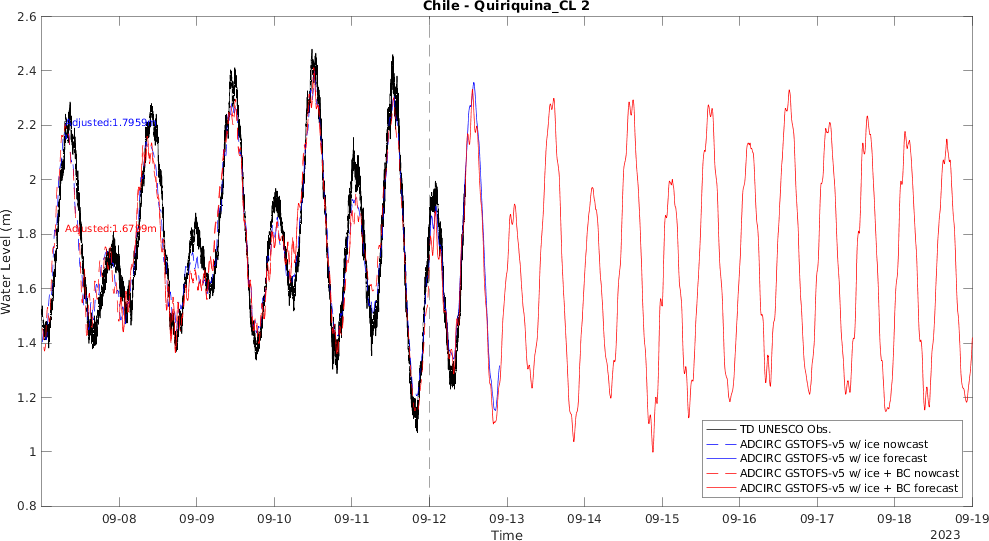 Chile - Quiriquina_CL 2
2.6
2.4
2.2
2
1.8
1.6
1.4
1.2
1
0.8
Water Level (m)
Adjusted:1.7959m
Adjusted:1.6799m
TD UNESCO Obs.
ADCIRC GSTOFS-v5 w/ ice nowcast
ADCIRC GSTOFS-v5 w/ ice forecast
ADCIRC GSTOFS-v5 w/ ice + BC nowcast
ADCIRC GSTOFS-v5 w/ ice + BC forecast
09-08 09-09 09-10 09-11 09-12 09-13 09-14 09-15 09-16 09-17 09-18 09-19
Time
2023